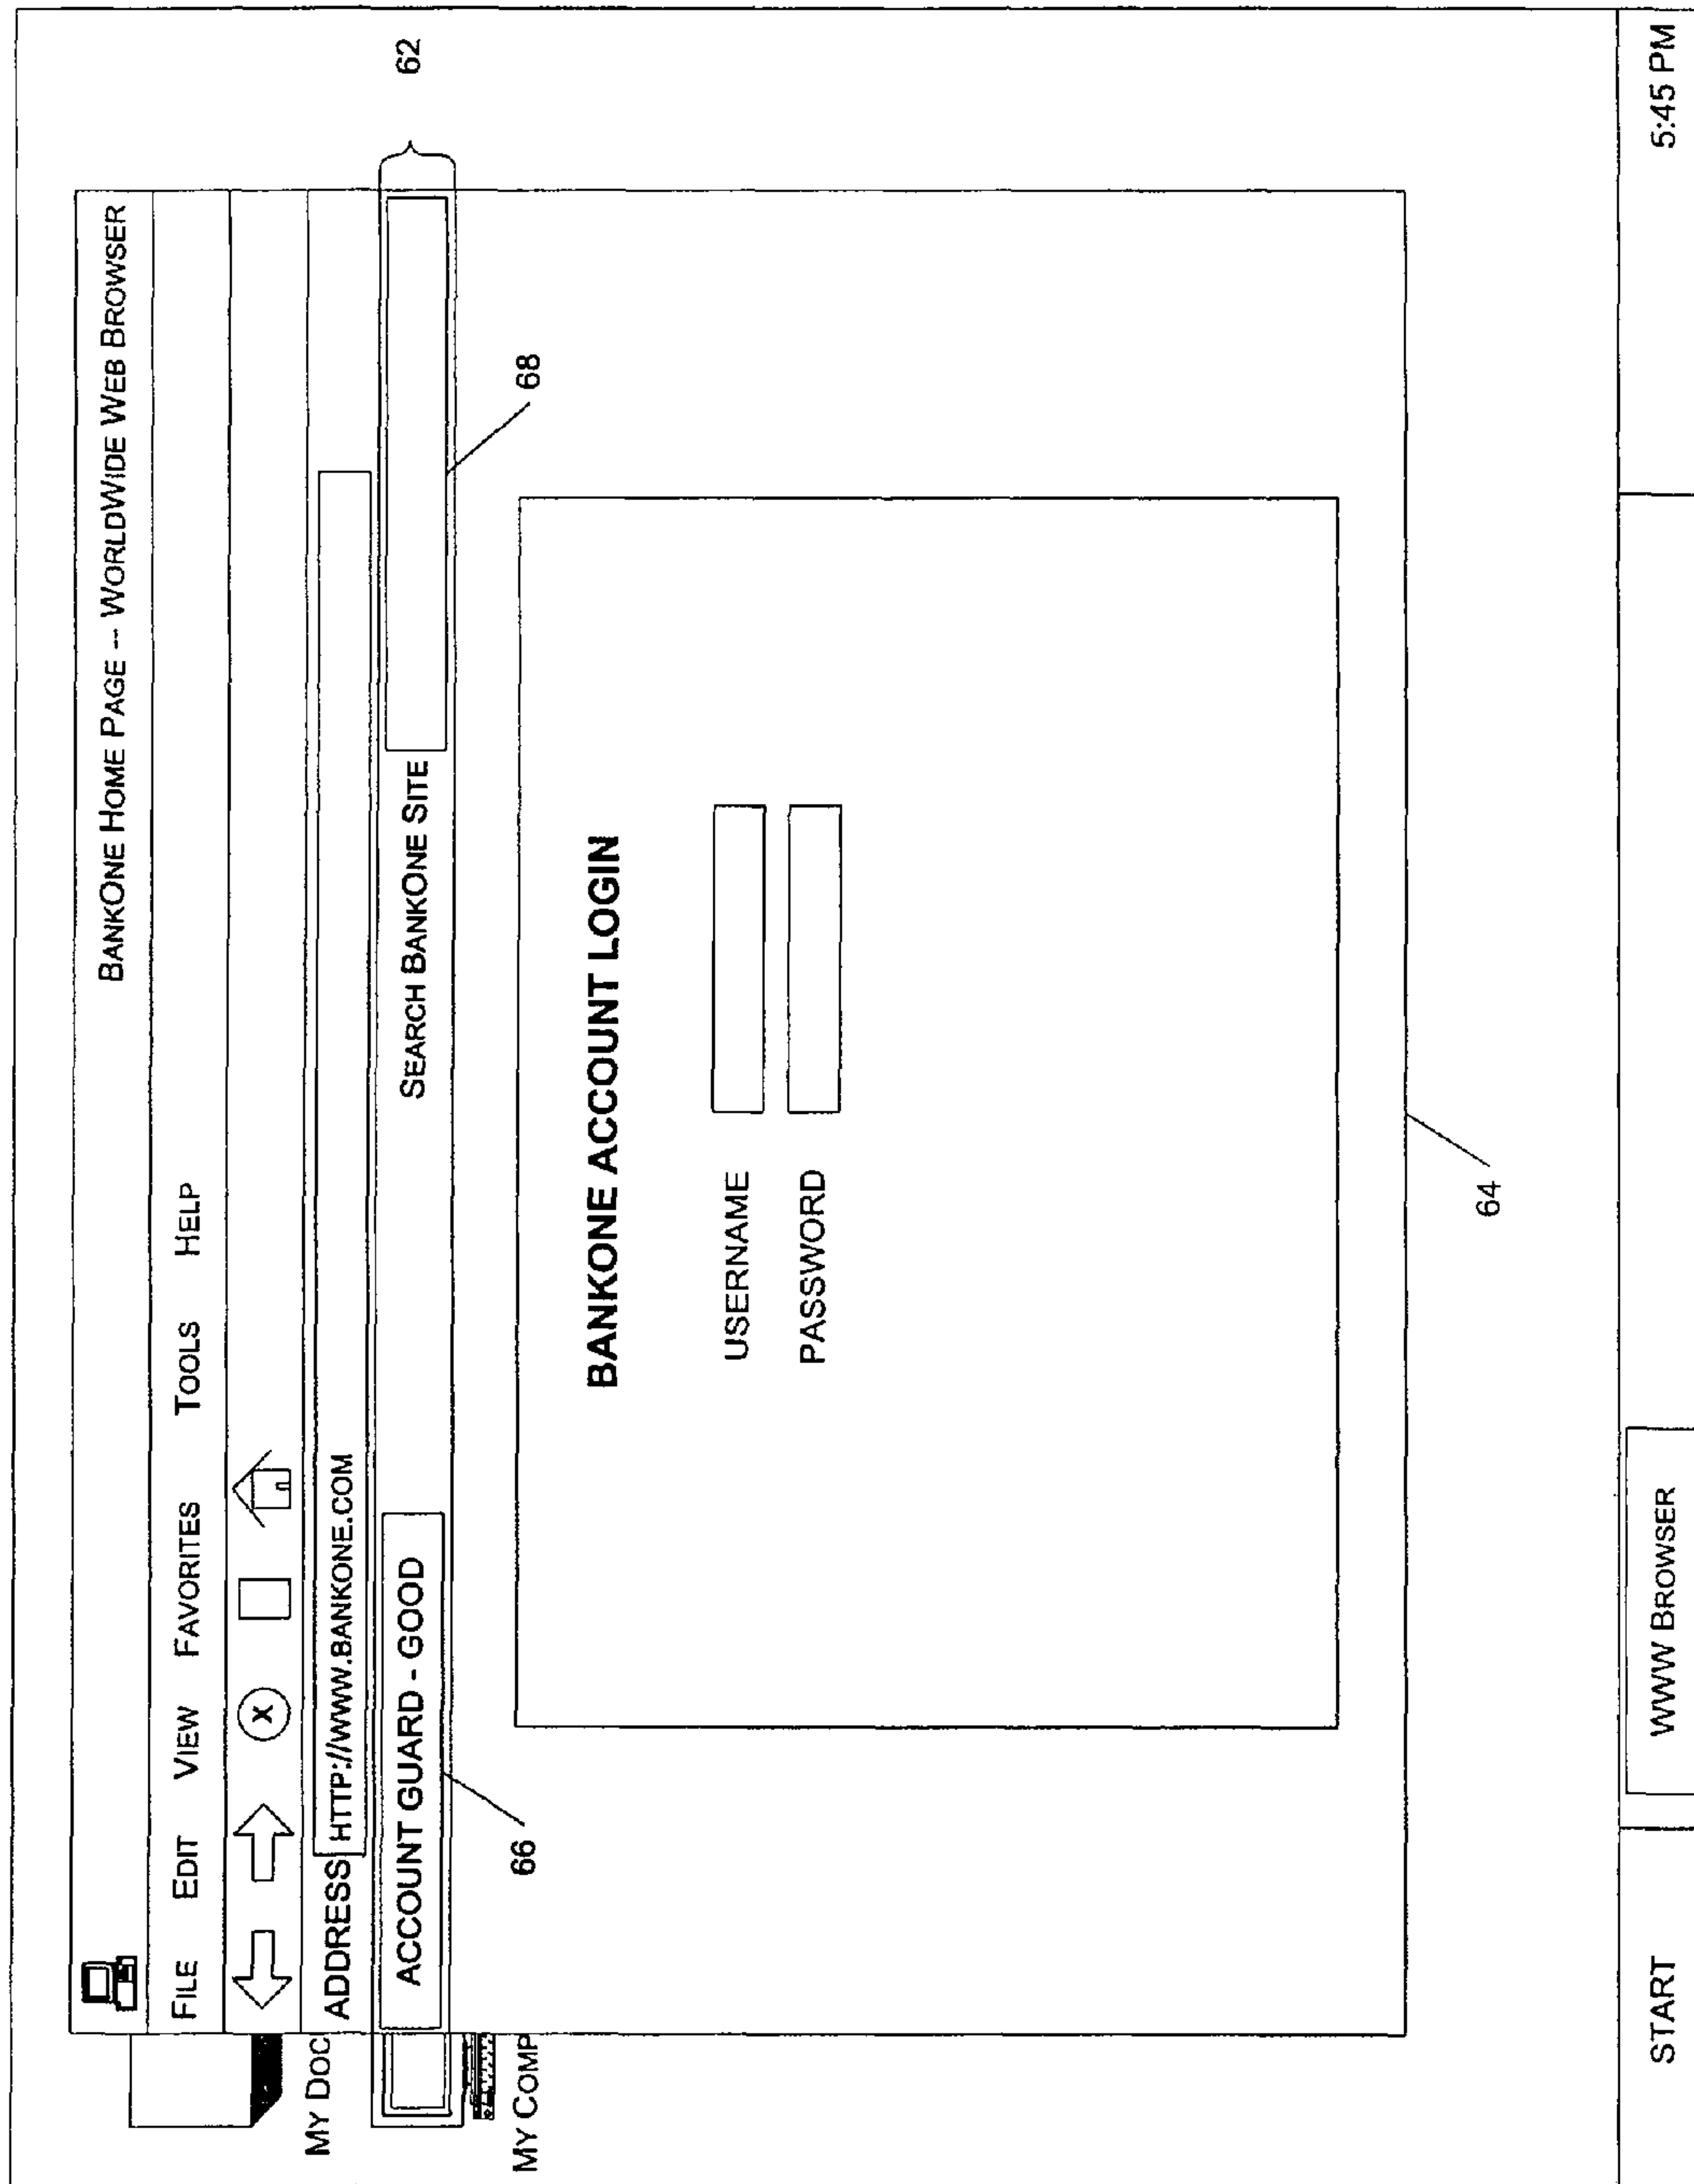 BANKONE HOME PAGE -- WORLDWIDE WEB BROWSER
FILE EDIT VIEW FAVORITES TOOLS HELP
X
MY DOC
ADDRESS HTTP://WWW.BANKONE.COM
ACCOUNT GUARD - GOOD
SEARCH BANKONE SITE
62
MY COMP
66
68
BANKONE ACCOUNT LOGIN
USERNAME
PASSWORD
64
START
WWW BROWSER
5:45 PM